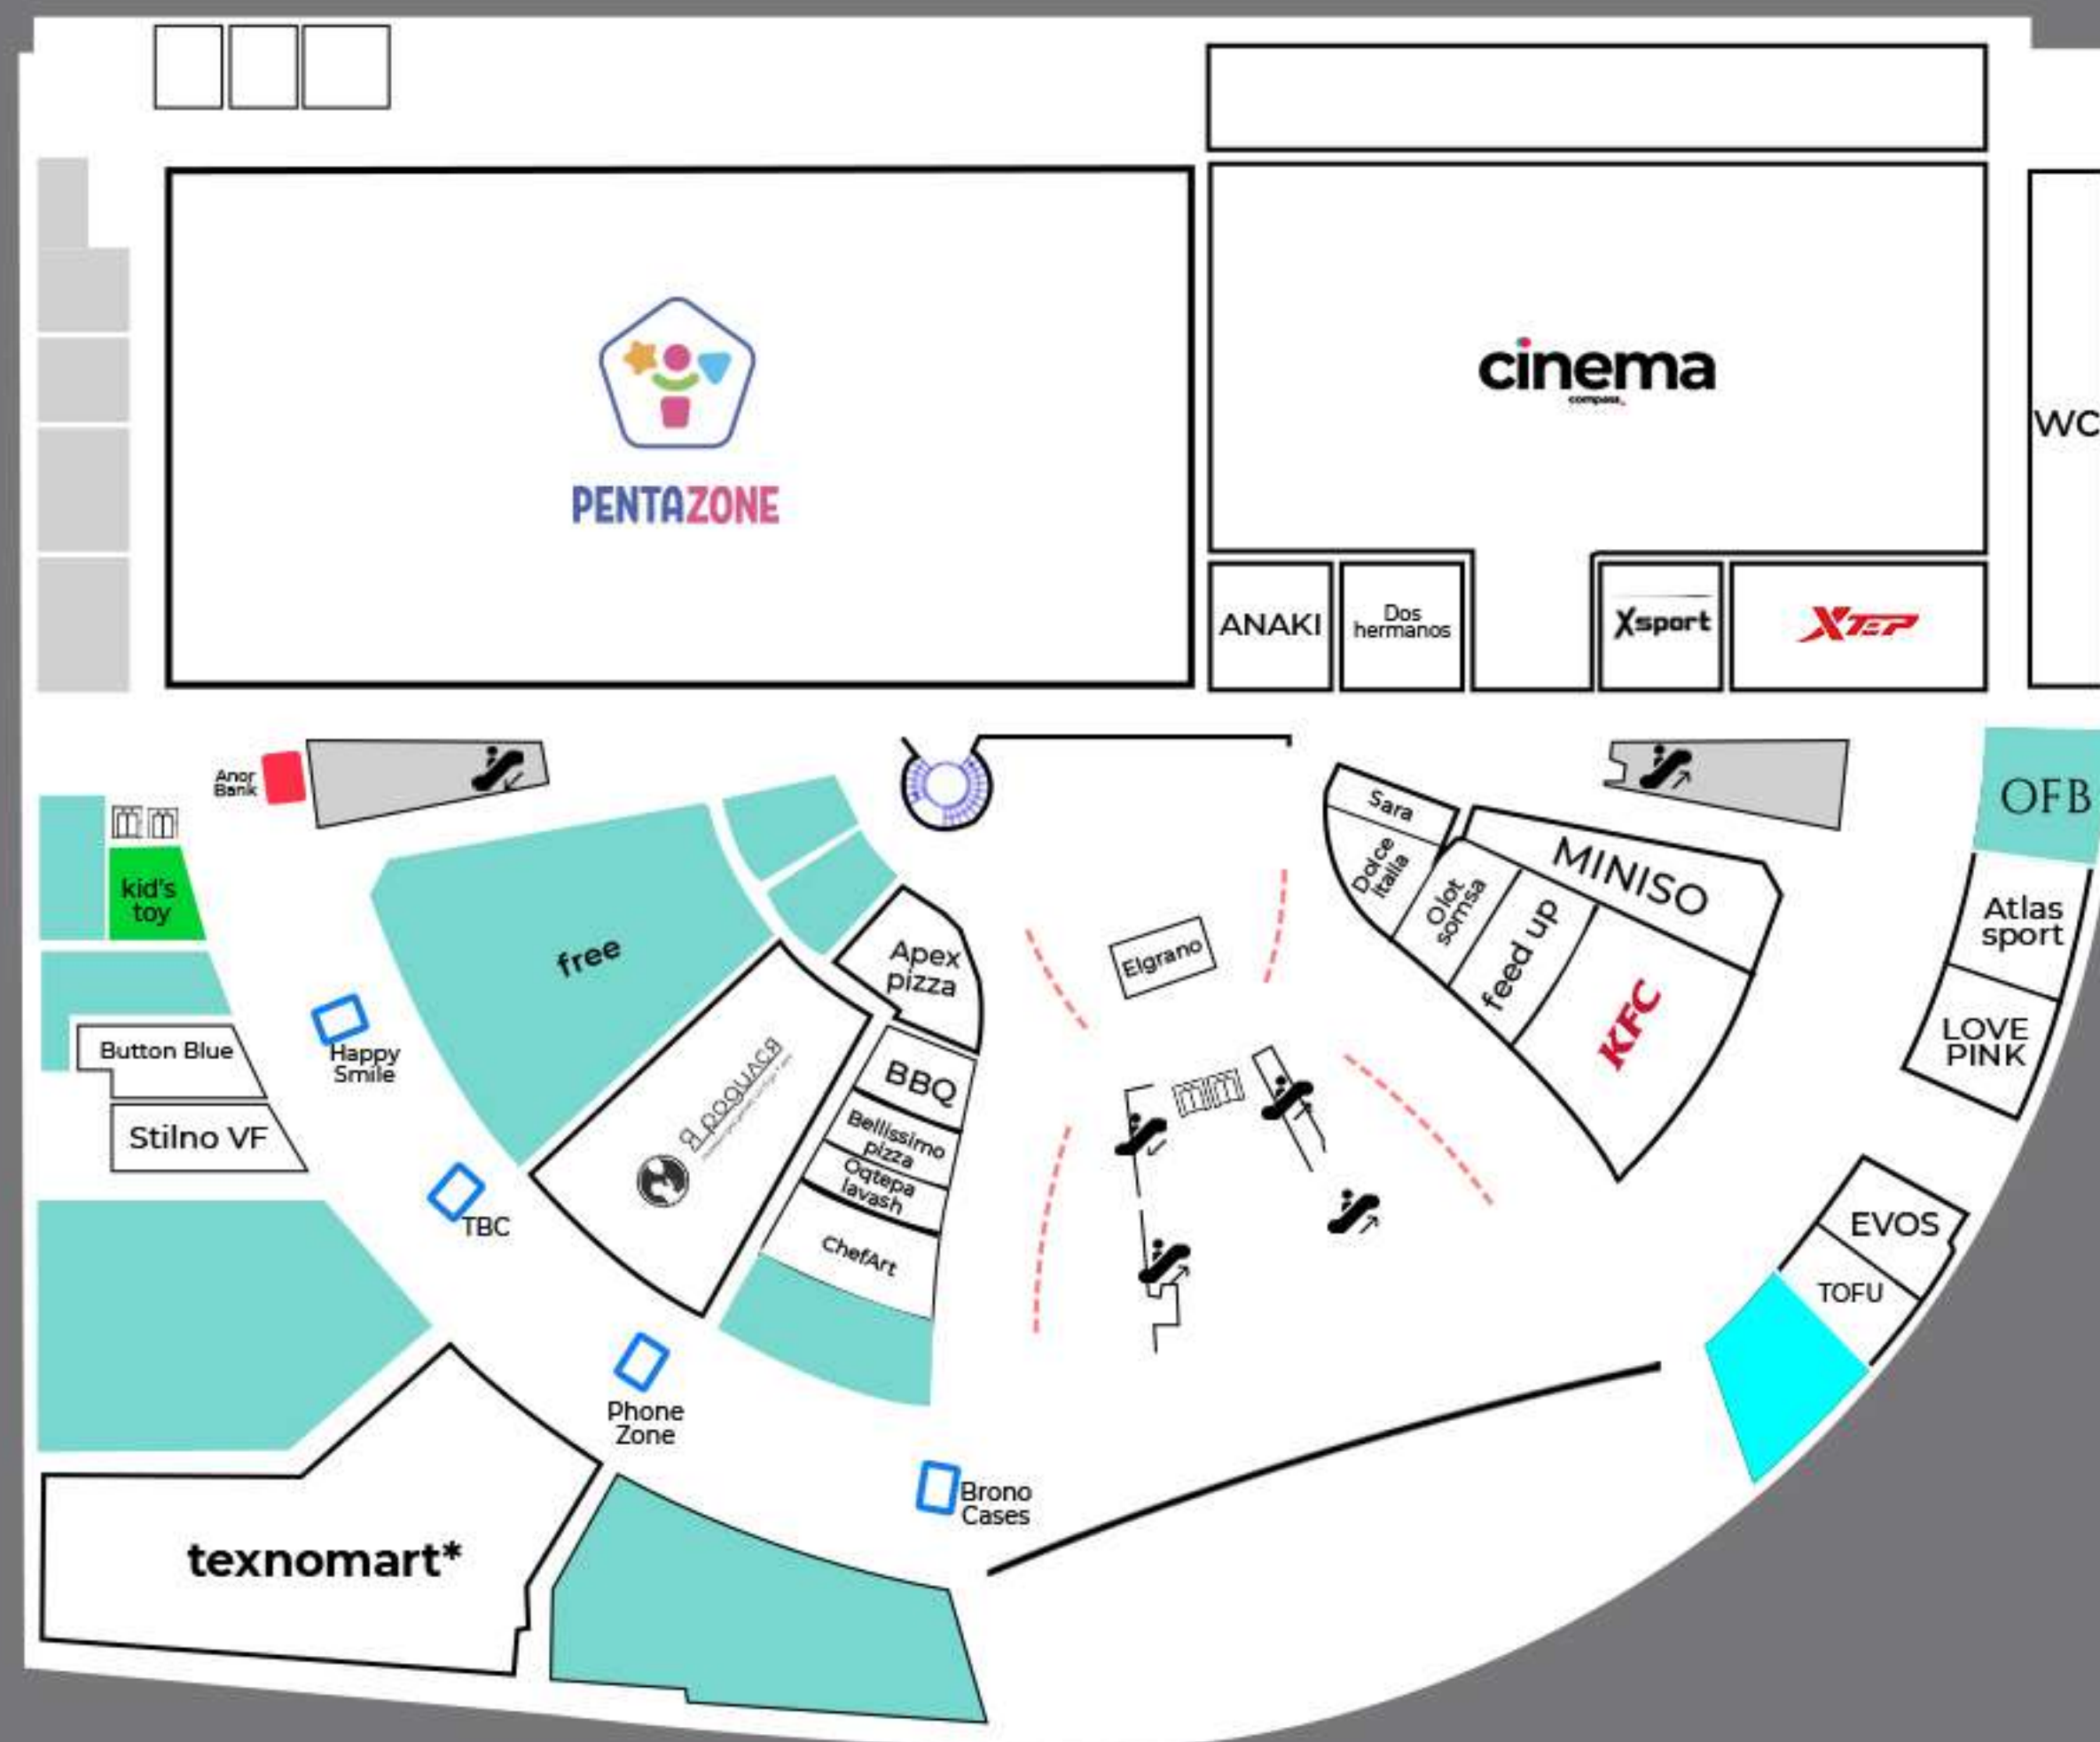 PENTAZONE
cinema
compass.
WC
ANAKI
Dos
hermanos
Xsport
XTEP
Anor
Bank
kid's
toy
free
Apex
pizza
Elgrano
Sara
Dolce
Italia
Olot
somsa
feed up
MINISO
KFC
OFB
Atlas
sport
LOVE
PINK
Button Blue
Stilno VF
Happy
Smile
TBC
Я родился
BBQ
Bellissimo
pizza
Oqtepa
lavash
ChefArt
EVOS
TOFU
Phone
Zone
Brono
Cases
texnomart*